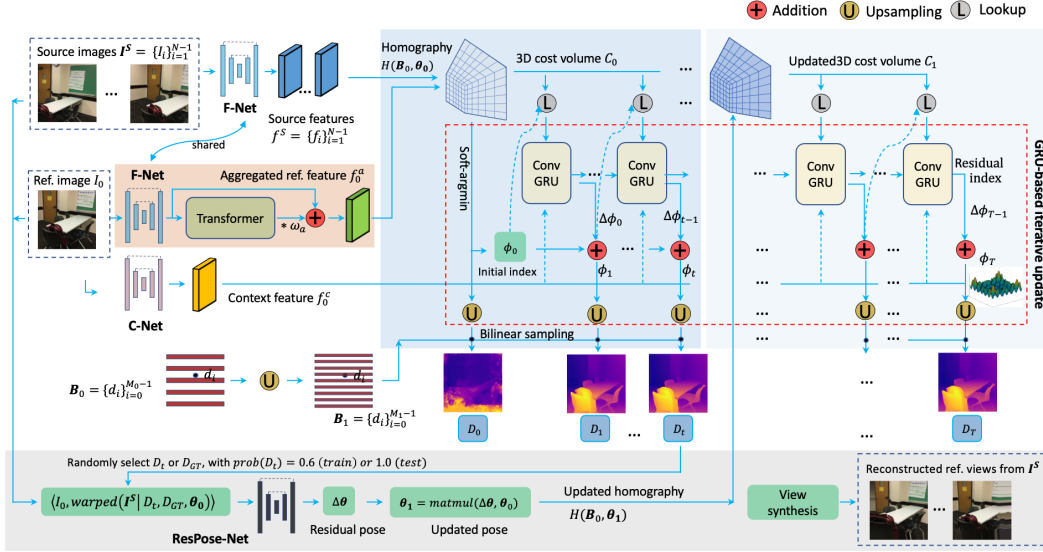 Addition
U Upsampling
L Lookup
Source images I^S = {I_i}_{i=1}^{N-1}
...
F-Net
Source features
f^S = {f_i}_{i=1}^{N-1}
shared
Homography
H(B_0, θ_0)
3D cost volume C_0
...
Updated3D cost volume C_1
L
L
...
L
L
Ref. image I_0
F-Net
Aggregated ref. feature f_0^a
Transformer
* ω_a
+
C-Net
Context feature f_0^c
Soft-argmin
Conv
GRU
...
Conv
GRU
...
Conv
GRU
...
Conv
GRU
Residual
index
GRU-based iterative update
Δϕ_0
Δϕ_{t-1}
Δϕ_{T-1}
ϕ_0
Initial index
+
...
+
...
+
...
+
ϕ_1
ϕ_t
ϕ_T
U
U
U
...
U
...
U
Bilinear sampling
...
...
B_0 = {d_i}_{i=0}^{M_0-1}
d_i
U
d_i
B_1 = {d_i}_{i=0}^{M_1-1}
D_0
D_1
...
D_t
...
D_T
Randomly select D_t or D_GT, with prob(D_t) = 0.6 (train) or 1.0 (test)
⟨I_0, warped(I^S| D_t, D_GT, θ_0)⟩
ResPose-Net
Δθ
Residual pose
θ_1 = matmul(Δθ, θ_0)
Updated pose
Updated homography
H(B_0, θ_1)
View
synthesis
Reconstructed ref. views from I^S
...